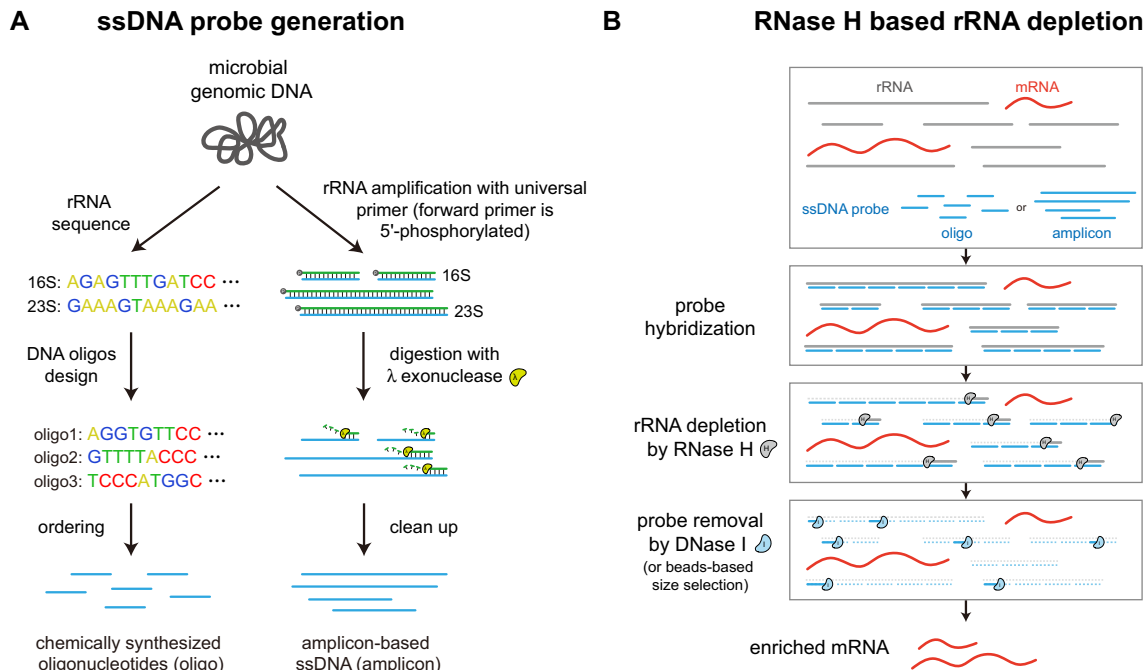 A ssDNA probe generation
microbial
genomic DNA
rRNA
sequence
rRNA amplification with universal
primer (forward primer is
5'-phosphorylated)
16S: AGAGTTTGATCC ···
23S: GAAAGTAAAGAA ···
16S
23S
DNA oligos
design
digestion with
λ exonuclease λ
oligo1: AGGTGTTCC ···
oligo2: GTTTTACCC ···
oligo3: TCCCATGGC ···
ordering
clean up
chemically synthesized
oligonucleotides (oligo)
amplicon-based
ssDNA (amplicon)
B RNase H based rRNA depletion
rRNA mRNA
ssDNA probe
or
oligo
amplicon
probe
hybridization
rRNA depletion
by RNase H H
probe removal
by DNase I I
(or beads-based
size selection)
enriched mRNA